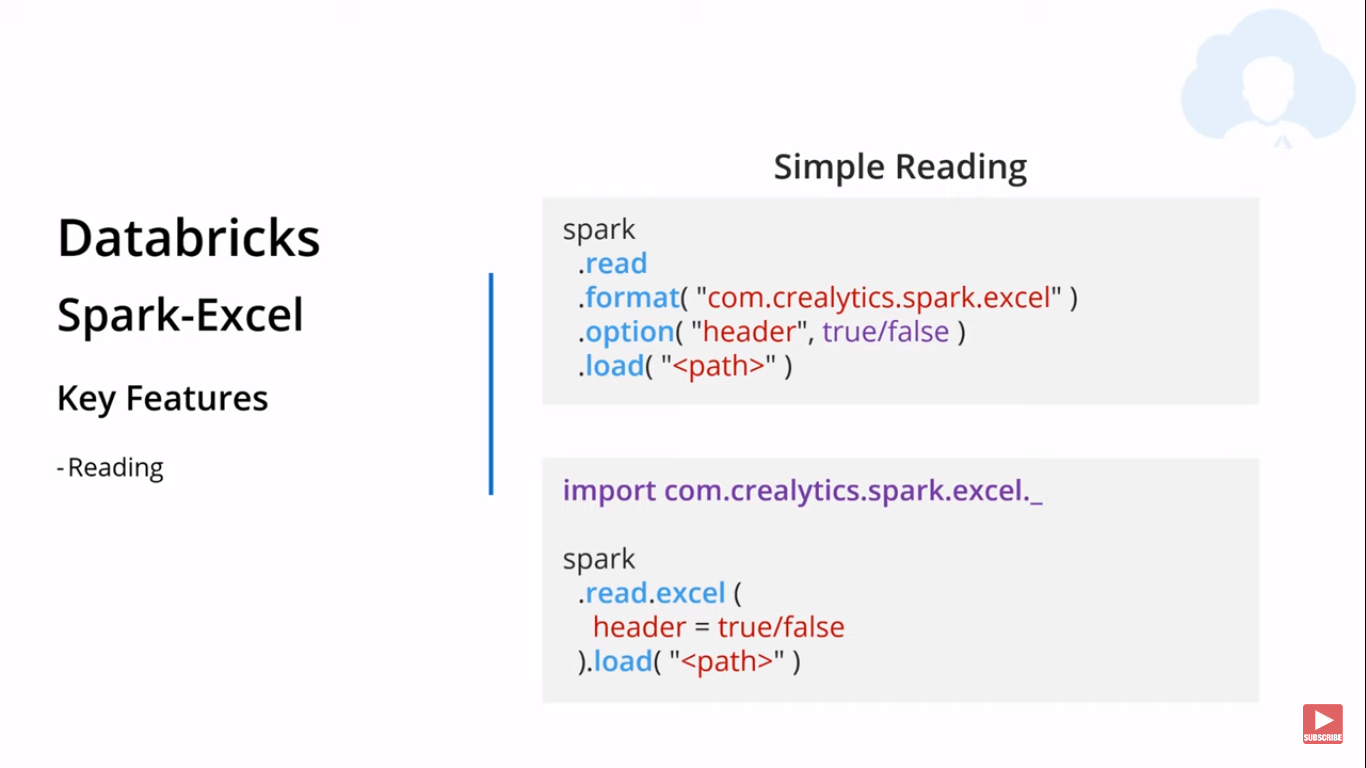 Databricks
Spark-Excel
Key Features
- Reading
Simple Reading
spark
.read
.format( "com.crealytics.spark.excel" )
.option( "header", true/false )
.load( "<path>" )
import com.crealytics.spark.excel._
spark
.read.excel (
header = true/false
).load( "<path>" )
SUBSCRIBE